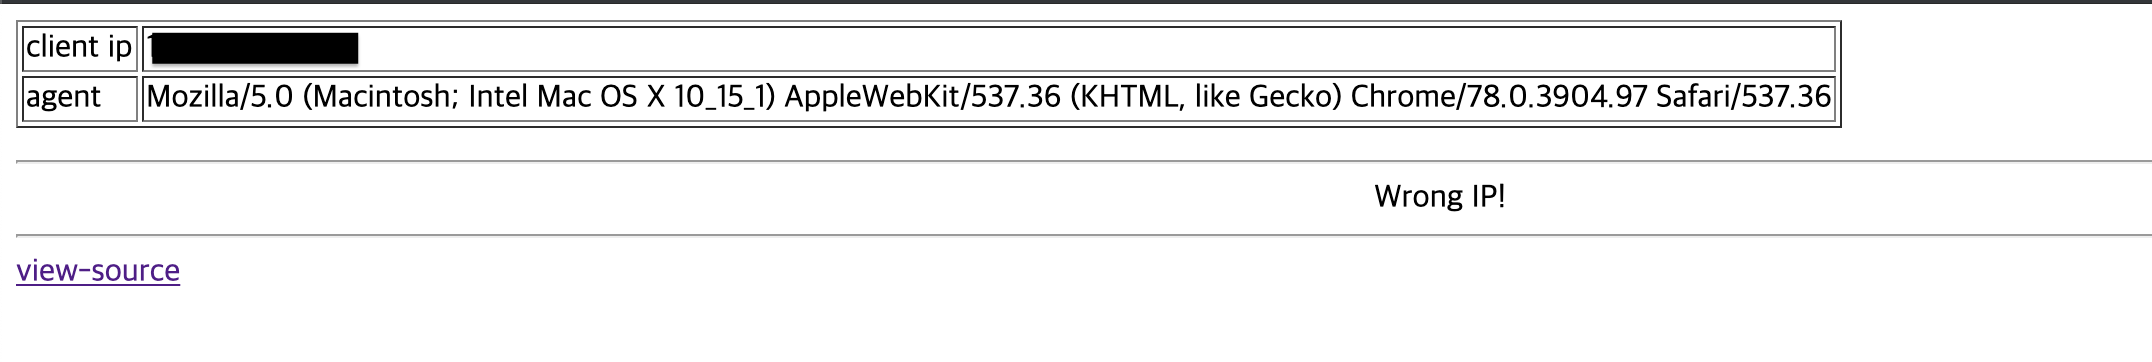 client ip
agent Mozilla/5.0 (Macintosh; Intel Mac OS X 10_15_1) AppleWebKit/537.36 (KHTML, like Gecko) Chrome/78.0.3904.97 Safari/537.36
Wrong IP!
view-source